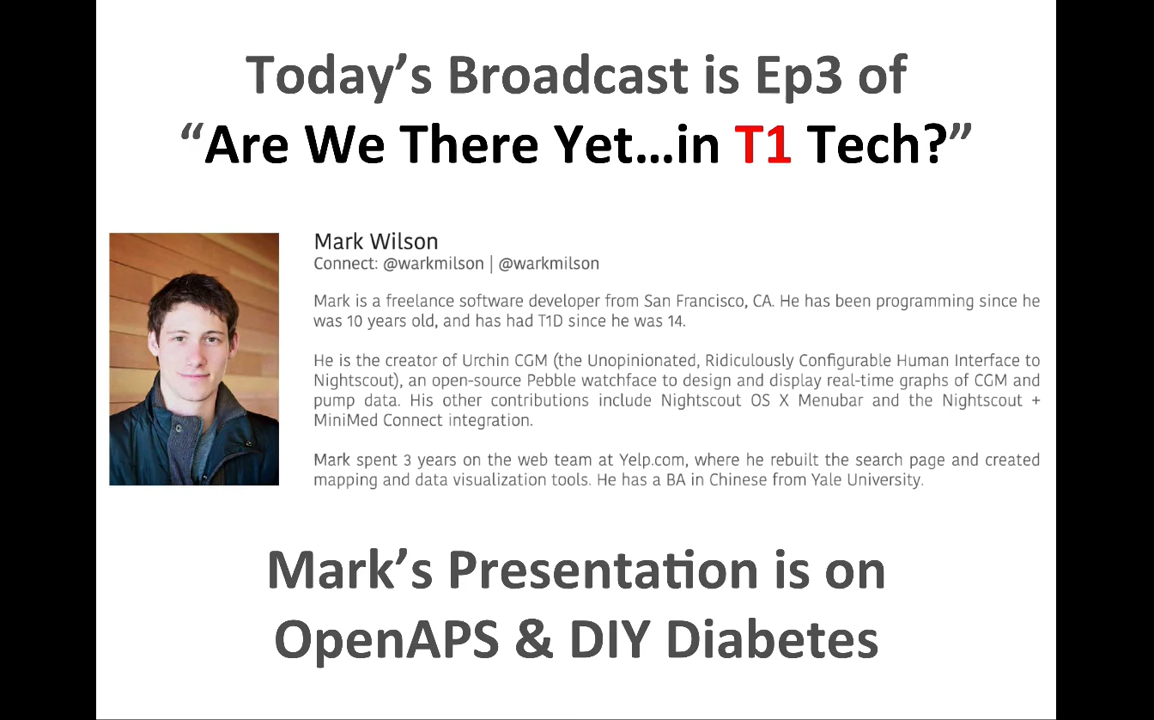 Today’s Broadcast is Ep3 of
“Are We There Yet…in T1 Tech?”
Mark Wilson
Connect: @warkmilson | @warkmilson
Mark is a freelance software developer from San Francisco, CA. He has been programming since he
was 10 years old, and has had T1D since he was 14.
He is the creator of Urchin CGM (the Unopinionated, Ridiculously Configurable Human Interface to
Nightscout), an open-source Pebble watchface to design and display real-time graphs of CGM and
pump data. His other contributions include Nightscout OS X Menubar and the Nightscout +
MiniMed Connect integration.
Mark spent 3 years on the web team at Yelp.com, where he rebuilt the search page and created
mapping and data visualization tools. He has a BA in Chinese from Yale University.
Mark’s Presentation is on
OpenAPS & DIY Diabetes